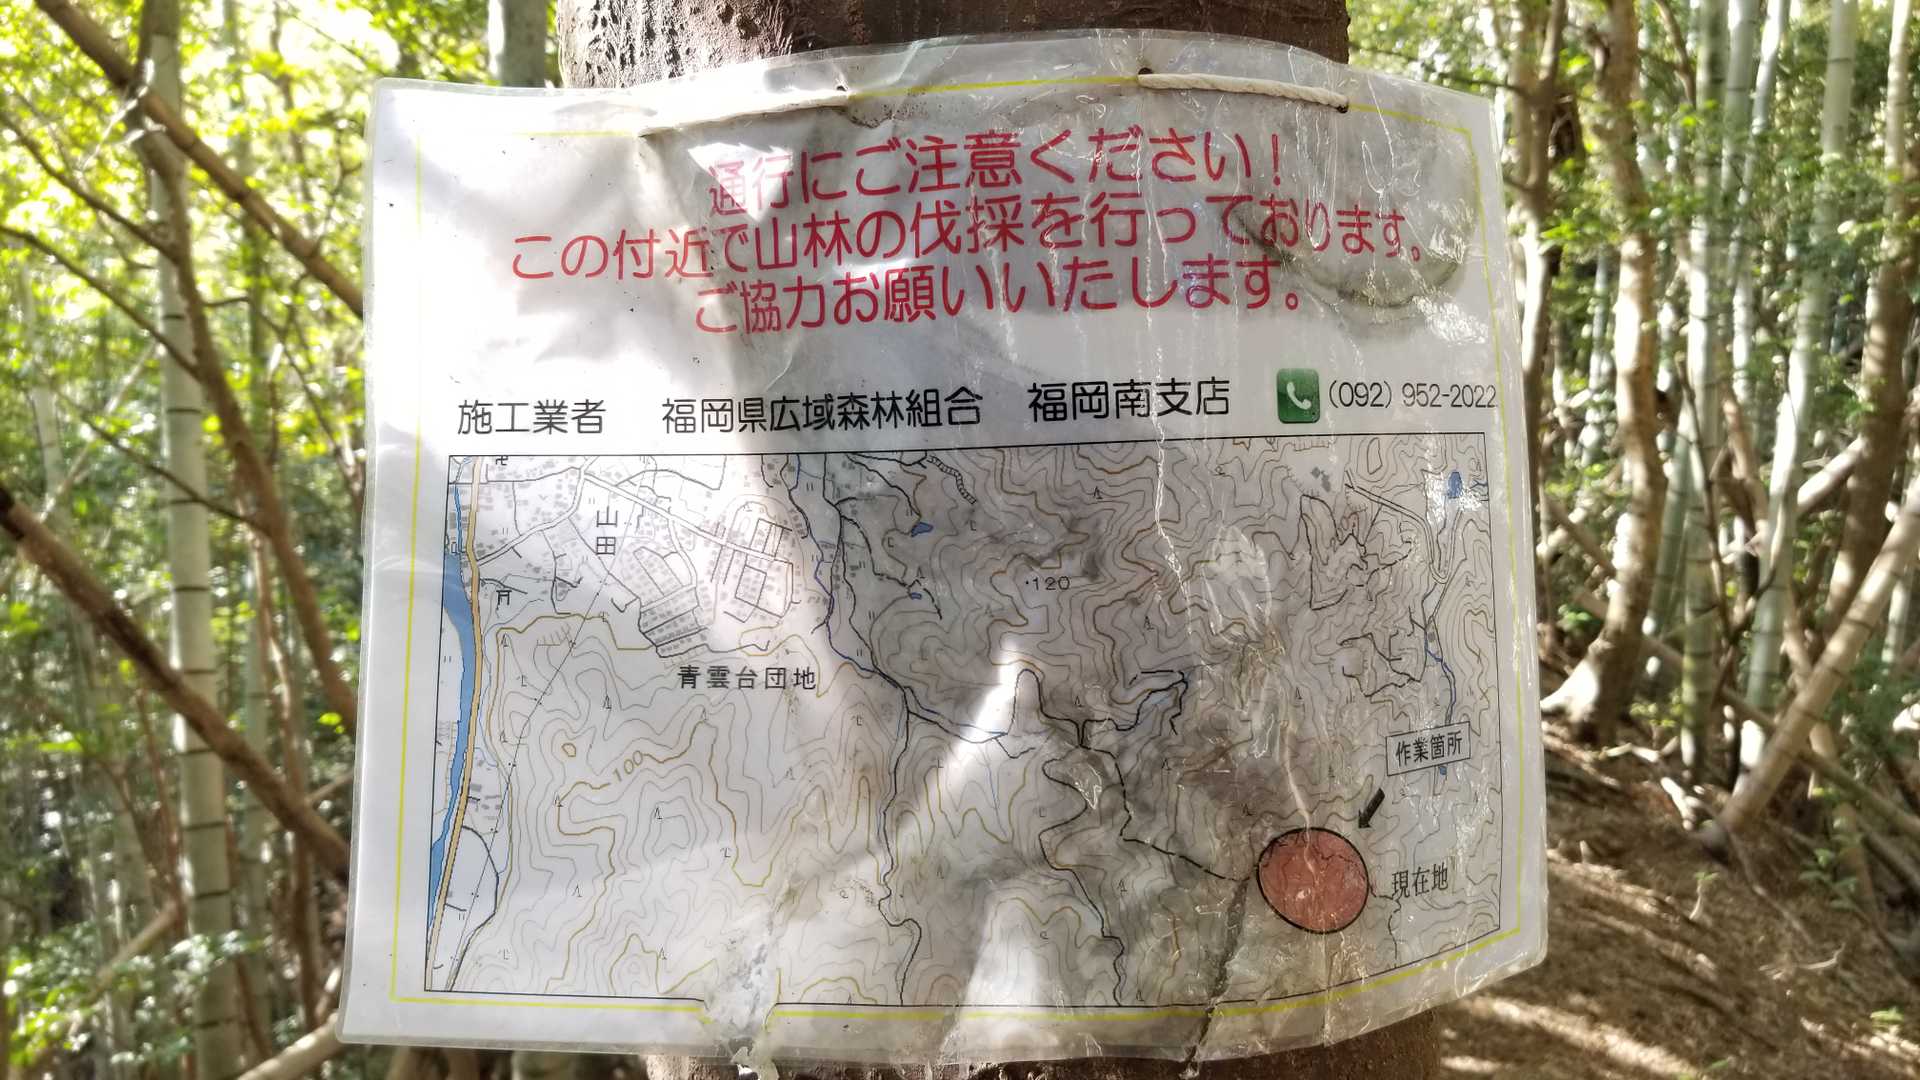 通行にご注意ください！
この付近で山林の伐採を行っております。
ご協力お願いいたします。
施工業者　福岡県広域森林組合　福岡南支店　(092) 952-2022
山田
・120
青雲台団地
100
作業箇所
現在地